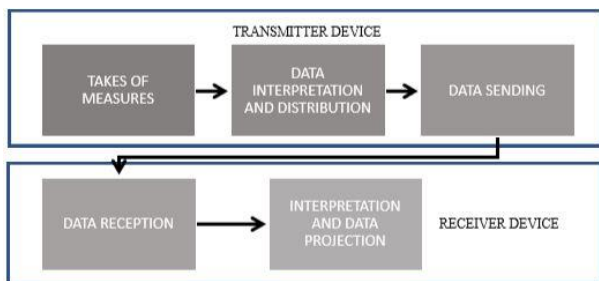 TRANSMITTER DEVICE
TAKES OF
MEASURES
DATA
INTERPRETATION
AND DISTRIBUTION
DATA SENDING
DATA RECEPTION
INTERPRETATION
AND DATA
PROJECTION
RECEIVER DEVICE